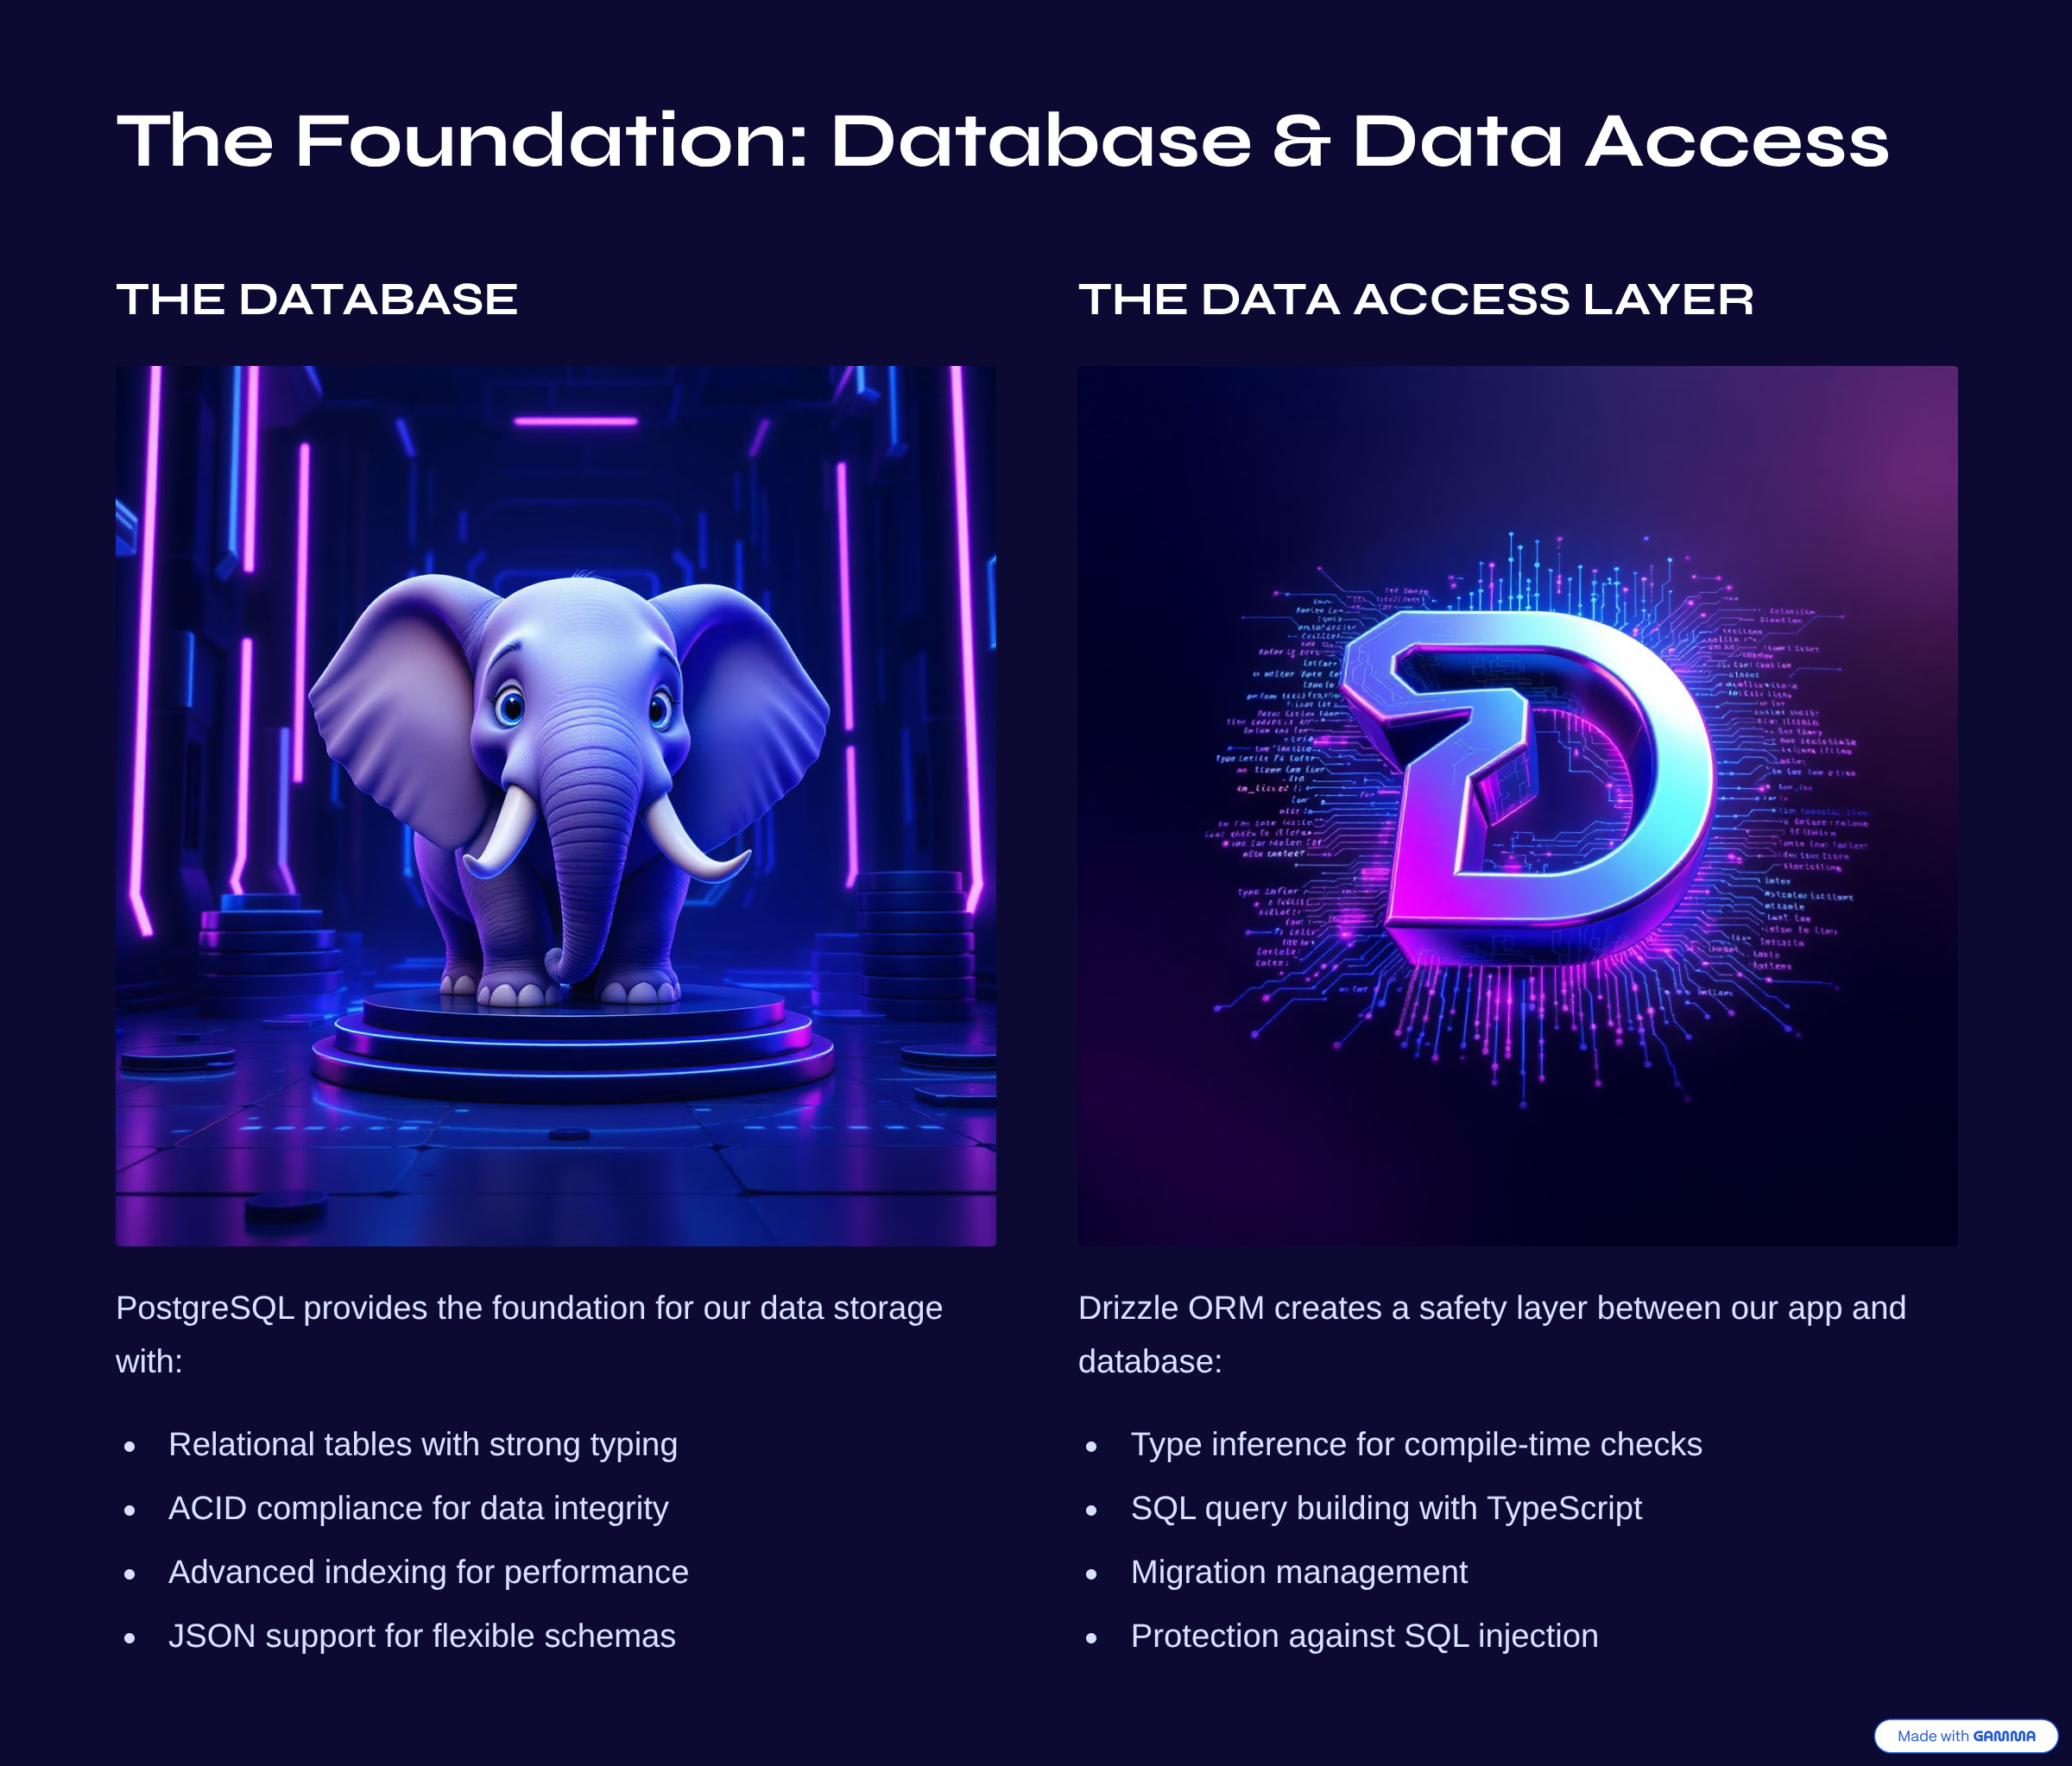 The Foundation: Database & Data Access
THE DATABASE
PostgreSQL provides the foundation for our data storage
with:
Relational tables with strong typing
ACID compliance for data integrity
Advanced indexing for performance
JSON support for flexible schemas
THE DATA ACCESS LAYER
D
Drizzle ORM creates a safety layer between our app and
database:
Type inference for compile-time checks
SQL query building with TypeScript
Migration management
Protection against SQL injection
Made with GAMMA